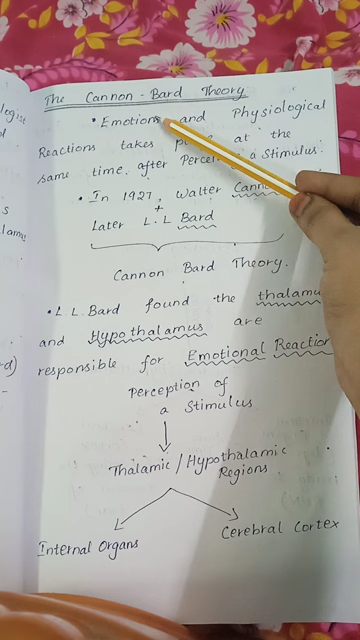 The Cannon-Bard Theory
• Emotions and Physiological
Reactions takes place at the
same time, after a Stimulus.
• In 1927, Walter
+
Later L.L Bard
Cannon Bard Theory.
• L.L. Bard found the
and Hypothalamus are
responsible for Emotional Reaction
Perception of
a Stimulus
Thalamic/Hypothalamic
Regions
Internal Organs
Cerebral Cortex